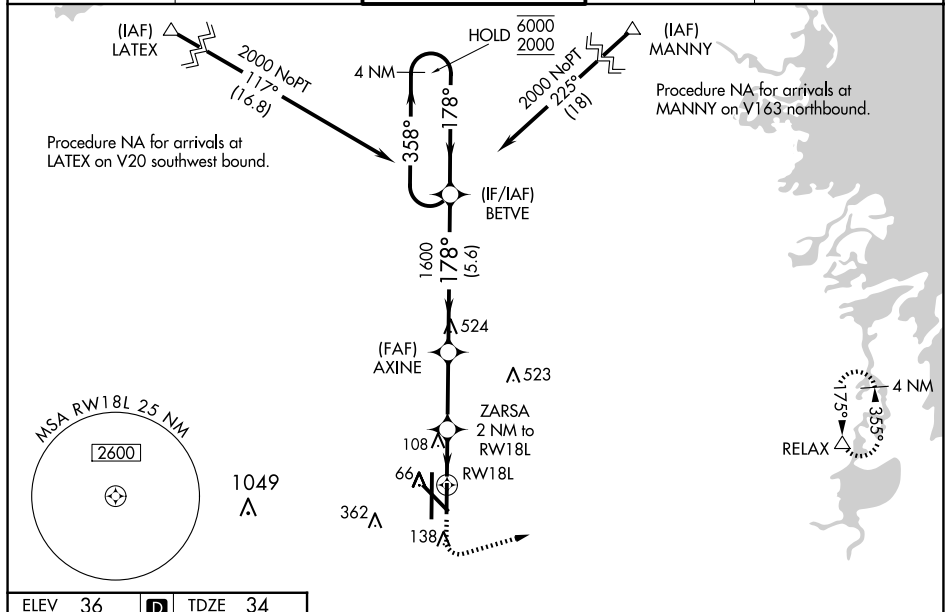 (IAF)
LATEX
2000 NoPT
117°
(16.8)
Procedure NA for arrivals at
LATEX on V20 southwest bound.
HOLD
6000
2000
4 NM
358°
178°
(IAF)
MANNY
2000 NoPT
225°
(18)
Procedure NA for arrivals at
MANNY on V163 northbound.
(IF/IAF)
BETVE
1600
178°
(5.6)
524
(FAF)
AXINE
523
ZARSA
2 NM to
RW18L
108
66
RW18L
362
138
MSA RW18L 25 NM
2600
1049
4 NM
175°
355°
RELAX
ELEV 36 D TDZE 34